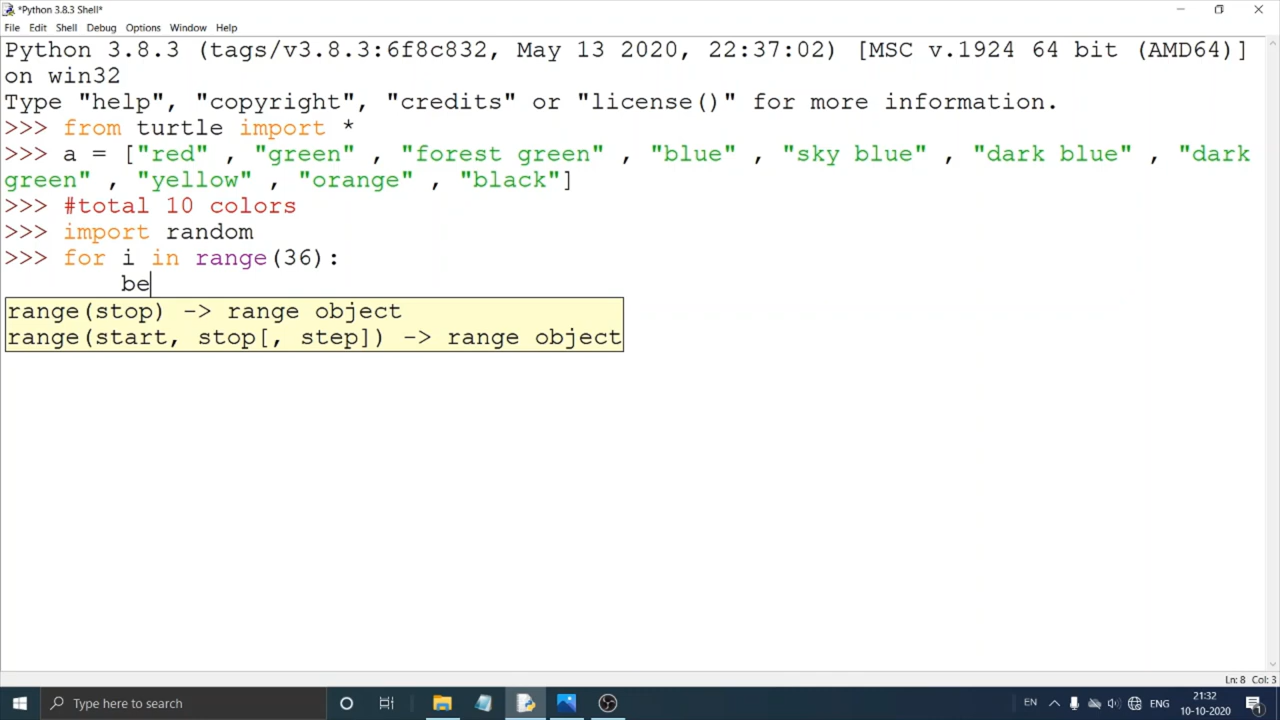 *Python 3.8.3 Shell*
File Edit Shell Debug Options Window Help
Python 3.8.3 (tags/v3.8.3:6f8c832, May 13 2020, 22:37:02) [MSC v.1924 64 bit (AMD64)]
on win32
Type "help", "copyright", "credits" or "license()" for more information.
>>> from turtle import *
>>> a = ["red" , "green" , "forest green" , "blue" , "sky blue" , "dark blue" , "dark
green" , "yellow" , "orange" , "black"]
>>> #total 10 colors
>>> import random
>>> for i in range(36):
be
range(stop) -> range object
range(start, stop[, step]) -> range object
Ln: 8 Col: 3
Type here to search
EN
ENG
21:32
10-10-2020
1